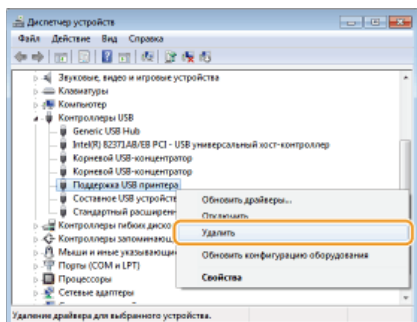 Диспетчер устройств
Файл Действие Вид Справка
Звуковые, видео и игровые устройства
Клавиатуры
Компьютер
Контроллеры USB
Generic USB Hub
Intel(R) 82371AB/EB PCI - USB универсальный хост-контроллер
Корневой USB-концентратор
Корневой USB-концентратор
Поддержка USB принтера
Составное USB устройств
Обновить драйверы...
Стандартный расширенн
Отключить
Контроллеры гибких диско
Удалить
Контроллеры запоминающ
Мыши и иные указывающи
Обновить конфигурацию оборудования
Порты (COM и LPT)
Процессоры
Свойства
Сетевые адаптеры
Удаление драйвера для выбранного устройства.